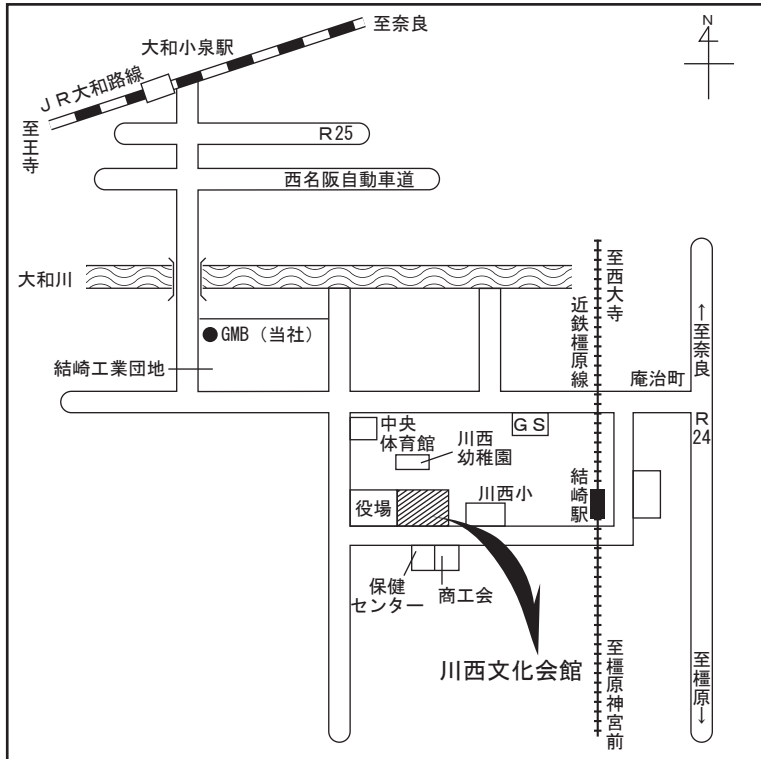 至奈良
N
大和小泉駅
ＪＲ大和路線
至王寺
Ｒ25
西名阪自動車道
大和川
至西大寺
近鉄橿原線
←至奈良
●GMB（当社）
結崎工業団地
庵治町
Ｒ24
ＧＳ
中央
体育館
川西
幼稚園
結崎駅
役場
川西小
保健
センター
商工会
川西文化会館
至橿原神宮前
至橿原→